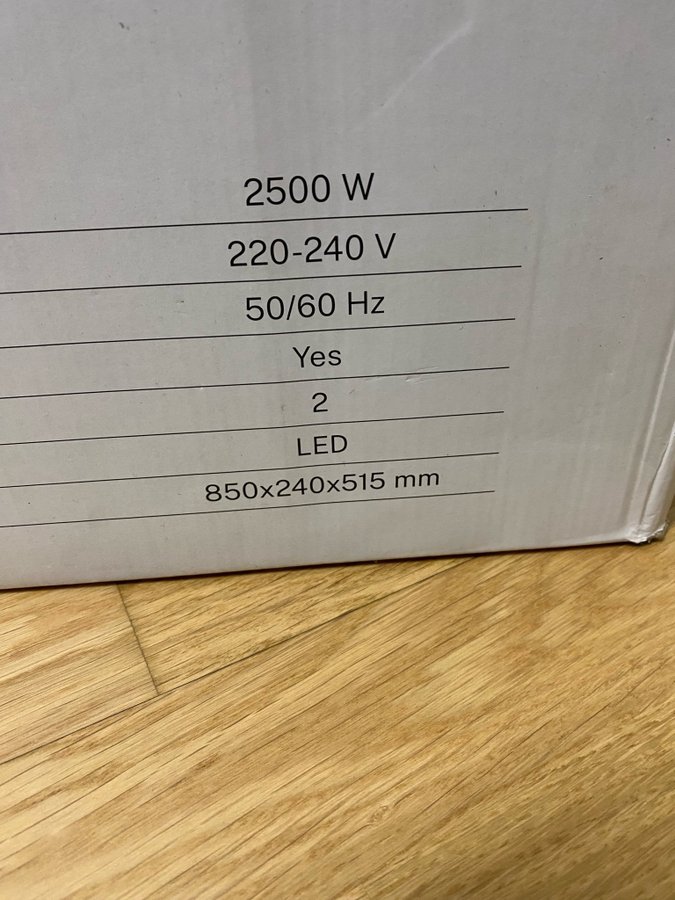 2500 W
220-240 V
50/60 Hz
Yes
2
LED
850x240x515 mm